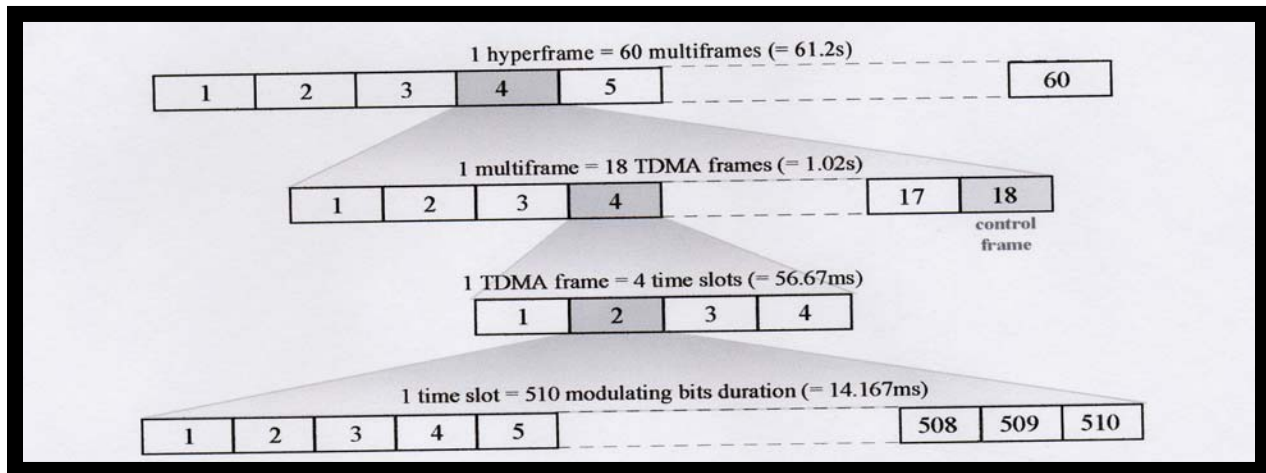 1 hyperframe = 60 multiframes (= 61.2s)
1 2 3 4 5 60
1 multiframe = 18 TDMA frames (= 1.02s)
1 2 3 4 17 18
control
frame
1 TDMA frame = 4 time slots (= 56.67ms)
1 2 3 4
1 time slot = 510 modulating bits duration (= 14.167ms)
1 2 3 4 5 508 509 510